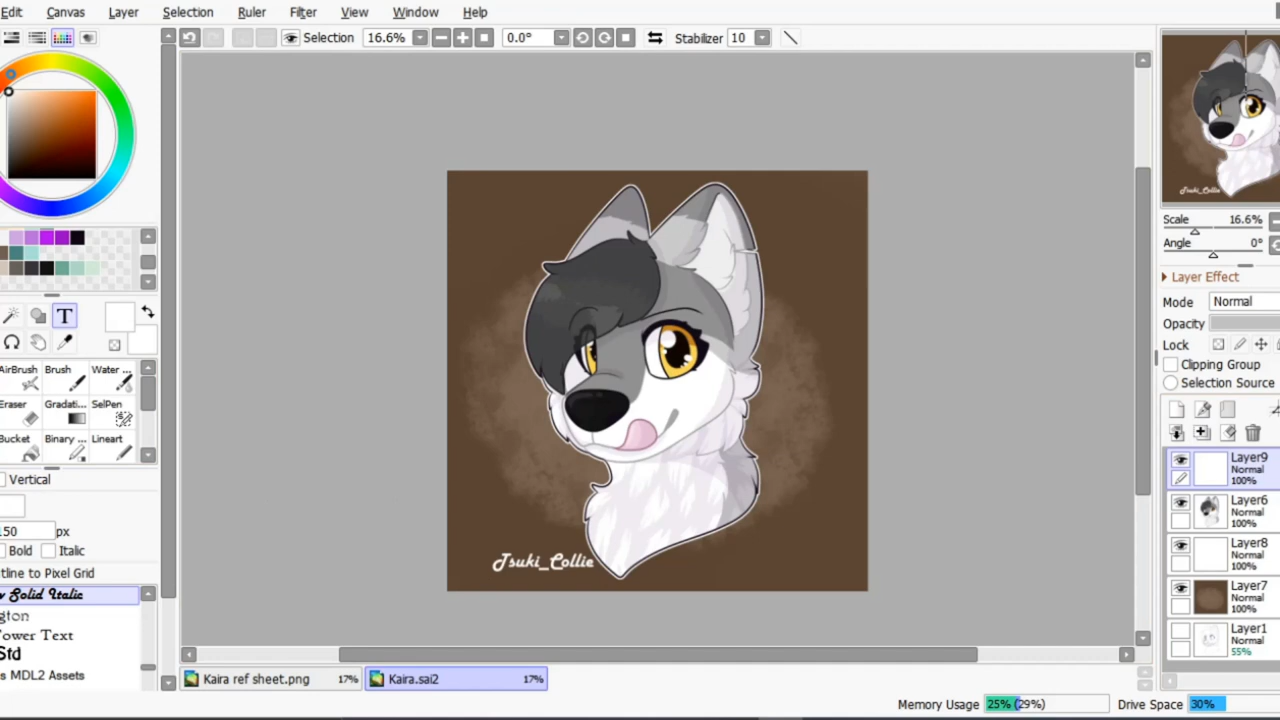 Edit Canvas Layer Selection Ruler Filter View Window Help
Selection 16.6% 0.0° Stabilizer 10
Scale 16.6%
Angle 0°
Layer Effect
Mode Normal
Opacity
Lock
Clipping Group
Selection Source
T
AirBrush Brush Water ...
Eraser Gradati... SelPen
Bucket Binary ... Lineart
Vertical
150 px
Bold Italic
tline to Pixel Grid
w Solid Italic
gton
ower Text
Std
s MDL2 Assets
Tsuki_Collie
Tsuki_Collie
Layer9
Normal
100%
Layer6
Normal
100%
Layer8
Normal
100%
Layer7
Normal
100%
Layer1
Normal
55%
Kaira ref sheet.png 17% Kaira.sai2 17%
Memory Usage 25% (29%) Drive Space 30%